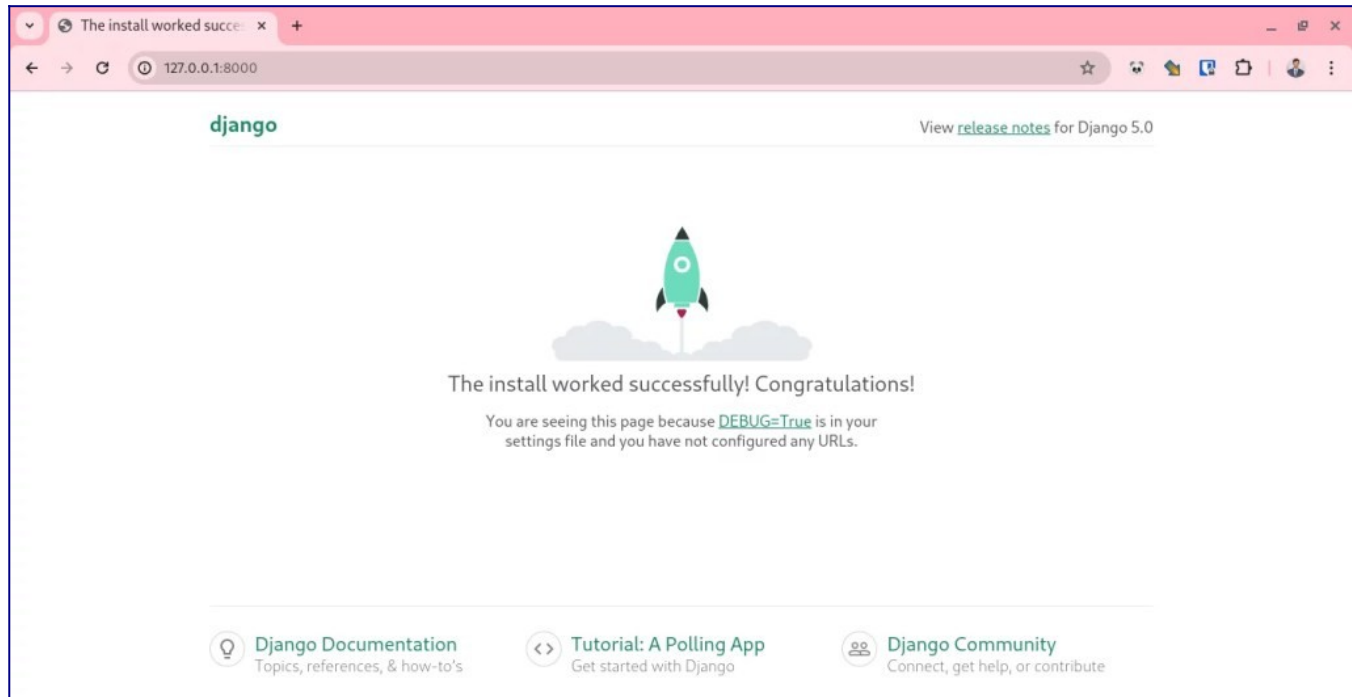 The install worked succes
127.0.0.1:8000
django
View release notes for Django 5.0
The install worked successfully! Congratulations!
You are seeing this page because DEBUG=True is in your
settings file and you have not configured any URLs.
Django Documentation
Topics, references, & how-to's
Tutorial: A Polling App
Get started with Django
Django Community
Connect, get help, or contribute